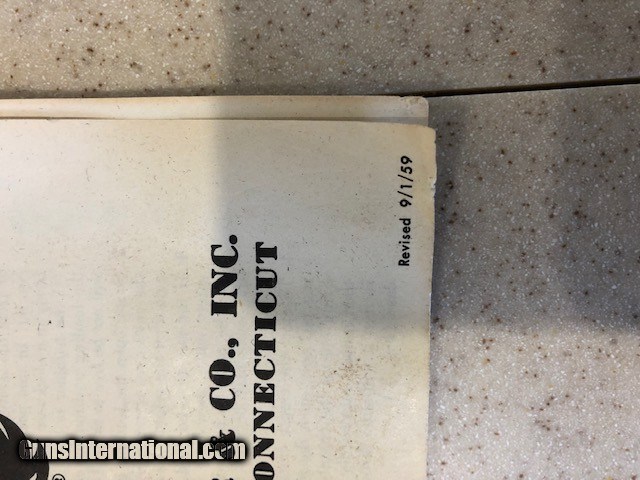 Revised 9/1/59
& CO., INC.
ONNECTICUT
GunsInternational.com
®